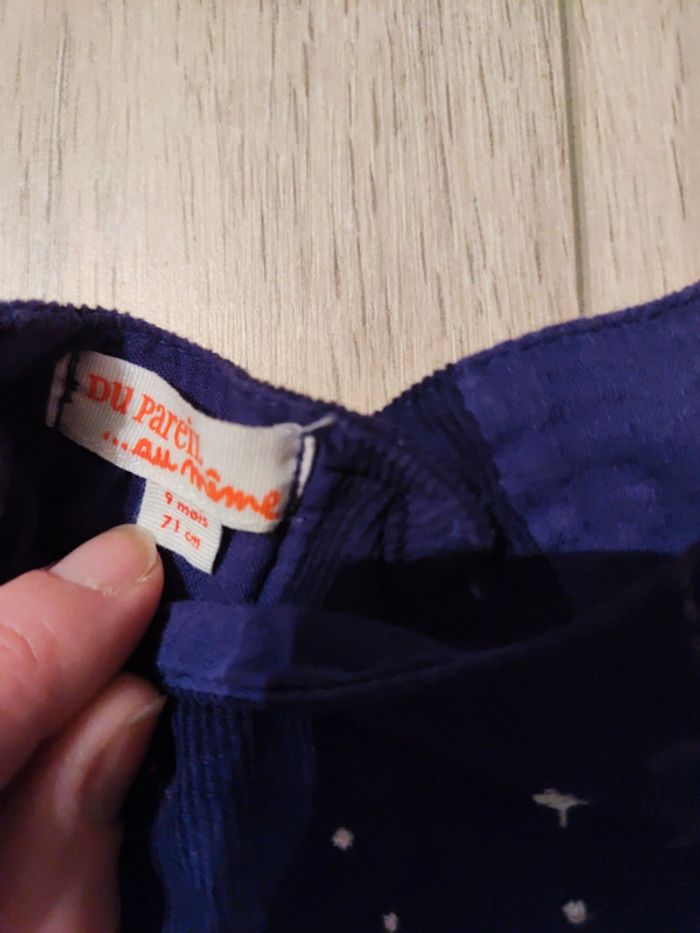 DU Pareil
...au même
9 mois
71 cm